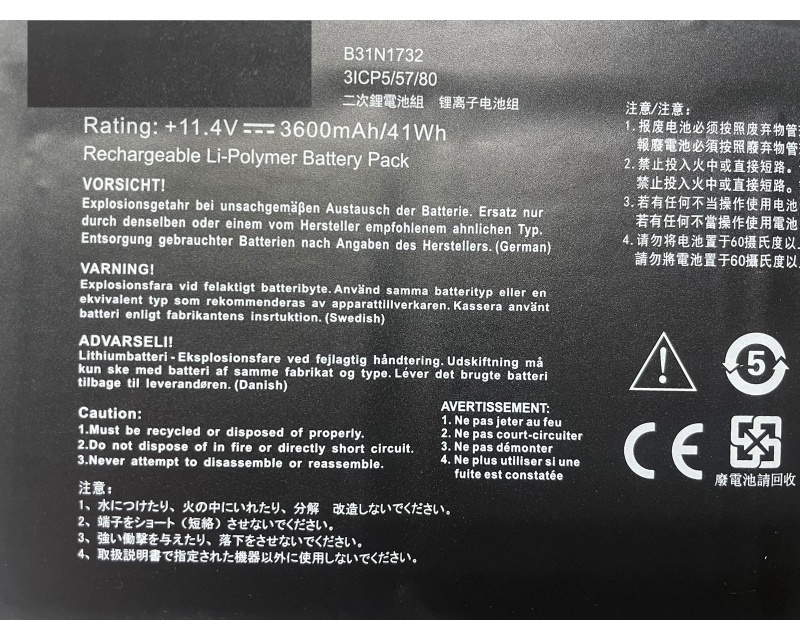 B31N1732
3ICP5/57/80
二次鋰電池組 锂离子电池组
Rating: +11.4V 3600mAh/41Wh
Rechargeable Li-Polymer Battery Pack
VORSICHT!
Explosionsgetahr bei unsachgemäßen Austausch der Batterie. Ersatz nur
durch denselben oder einem vom Hersteller empfohlenem ahnlichen Typ.
Entsorgung gebrauchter Batterien nach Angaben des Herstellers. (German)
VARNING!
Explosionsfara vid felaktigt batteribyte. Använd samma batterityp eller en
ekvivalent typ som rekommenderas av apparattillverkaren. Kassera använt
batteri enligt fabrikantens insrtuktion. (Swedish)
ADVARSELI!
Lithiumbatteri - Eksplosionsfare ved fejlagtig håndtering. Udskiftning må
kun ske med batteri af samme fabrikat og type. Léver det brugte batteri
tilbage til leverandøren. (Danish)
Caution:
1.Must be recycled or disposed of properly.
2.Do not dispose of in fire or directly short circuit.
3.Never attempt to disassemble or reassemble.
AVERTISSEMENT:
1. Ne pas jeter au feu
2. Ne pas court-circuiter
3. Ne pas démonter
4. Ne plus utiliser si une
fuite est constatée
注意:
1、水につけたり、火の中にいれたり、分解 改造しないでください。
2、端子をショート（短絡）させないでください。
3、強い衝撃を与えたり、落下をさせないでください。
4、取扱説明書で指定された機器以外に使用しないでください。
注意/注意:
1.报废电池必须按照废弃物管
報廢電池必須按照廢弃物管
2.禁止投入火中或直接短路。
禁止投入火中或直接短路。
3.若有任何不当操作使用电池
若有任何不當操作使用電池
4.请勿将电池置于60攝氏度以
請勿將電池置于60攝氏度以
5
CE
廢電池請回收